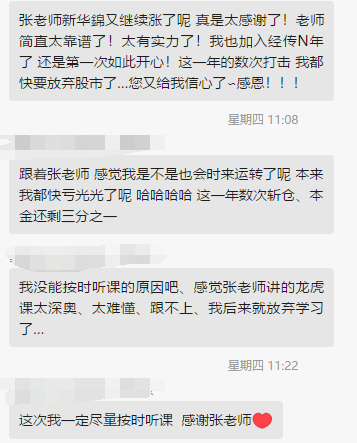 张老师新华錦又继续涨了呢 真是太感谢了！老师
简直太靠谱了！太有实力了！我也加入经传N年
了 还是第一次如此开心！这一年的数次打击 我都
快要放弃股市了...您又给我信心了~感恩！！！
星期四 11:08
跟着张老师 感觉我是不是也会时来运转了呢 本来
我都快亏光光了呢 哈哈哈哈 这一年数次斩仓、本
金还剩三分之一
我没能按时听课的原因吧、感觉张老师讲的龙虎
课太深奥、太难懂、跟不上、我后来就放弃学习
了...
星期四 11:22
这次我一定尽量按时听课 感谢张老师❤️